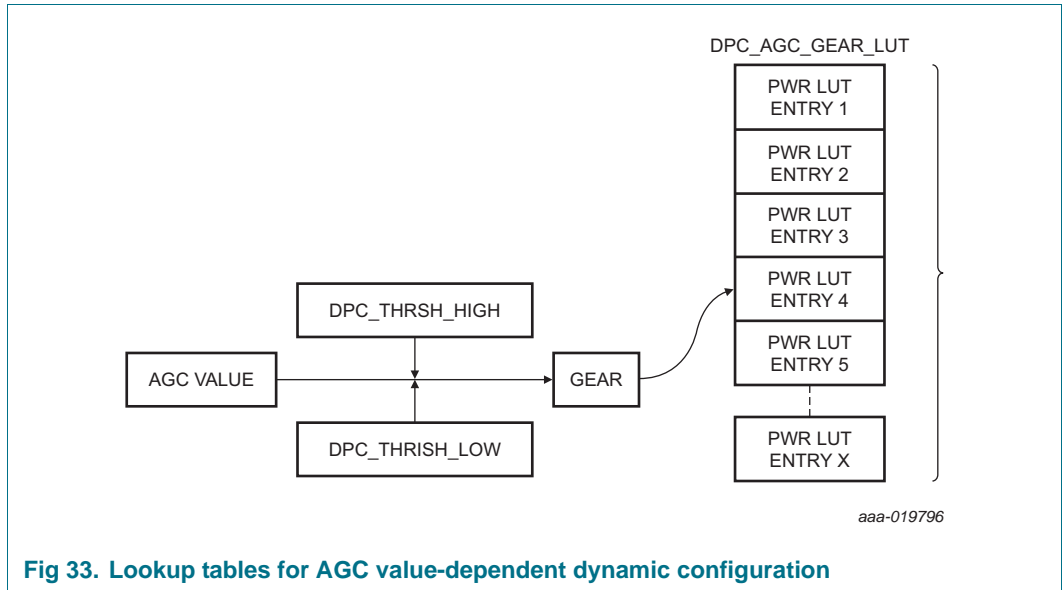 DPC_AGC_GEAR_LUT
PWR LUT
ENTRY 1
PWR LUT
ENTRY 2
PWR LUT
ENTRY 3
PWR LUT
ENTRY 4
PWR LUT
ENTRY 5
PWR LUT
ENTRY X
DPC_THRSH_HIGH
AGC VALUE
GEAR
DPC_THRISH_LOW
aaa-019796
Fig 33. Lookup tables for AGC value-dependent dynamic configuration